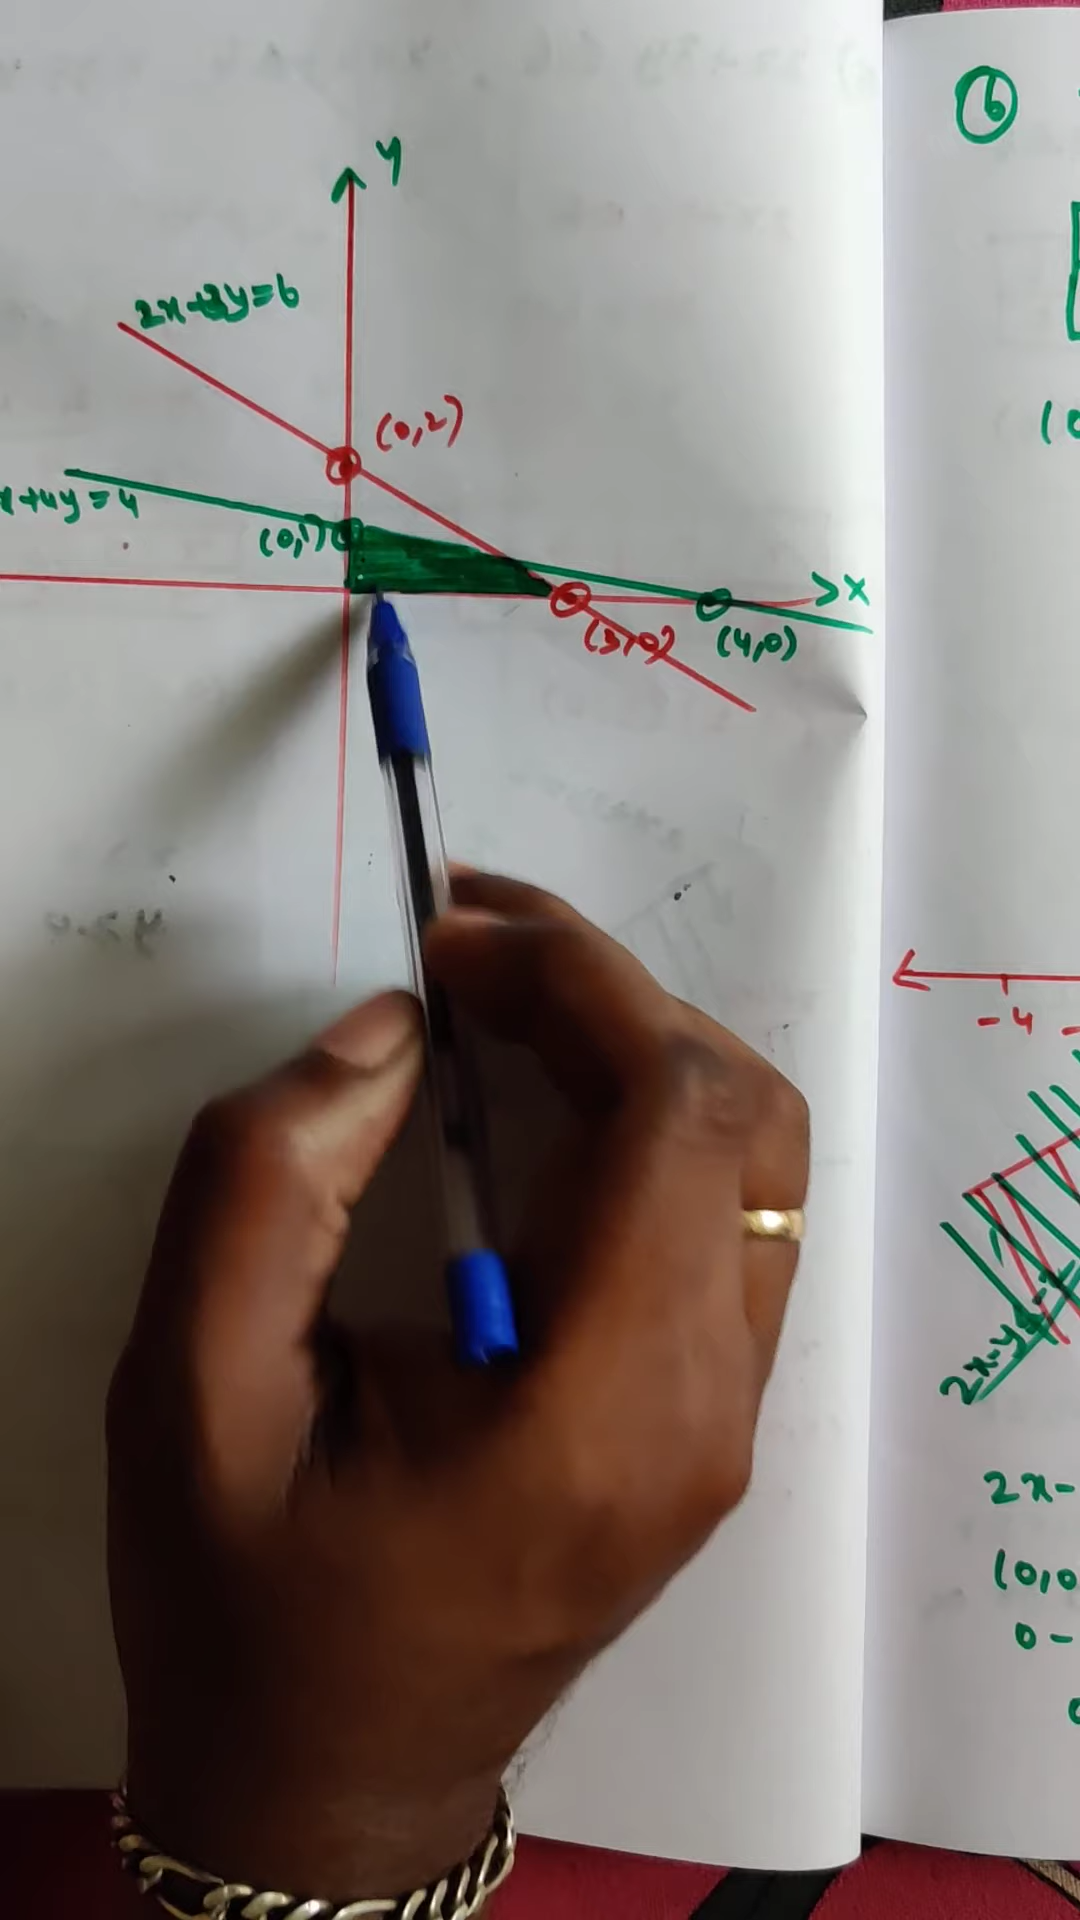 y
2x+3y=6
(0,2)
x+4y=4
(0,1)
x
(3,0)
(4,0)
6
-4
2x-y
2x-
(0,0
0-